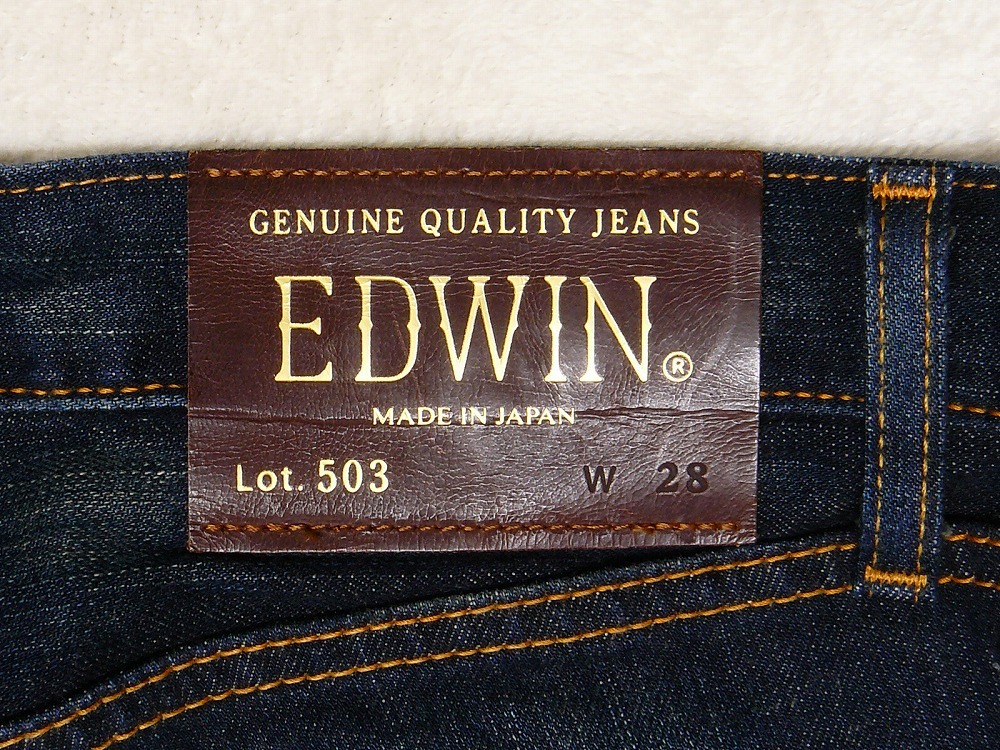 GENUINE QUALITY JEANS
EDWIN®
MADE IN JAPAN
Lot. 503 W 28